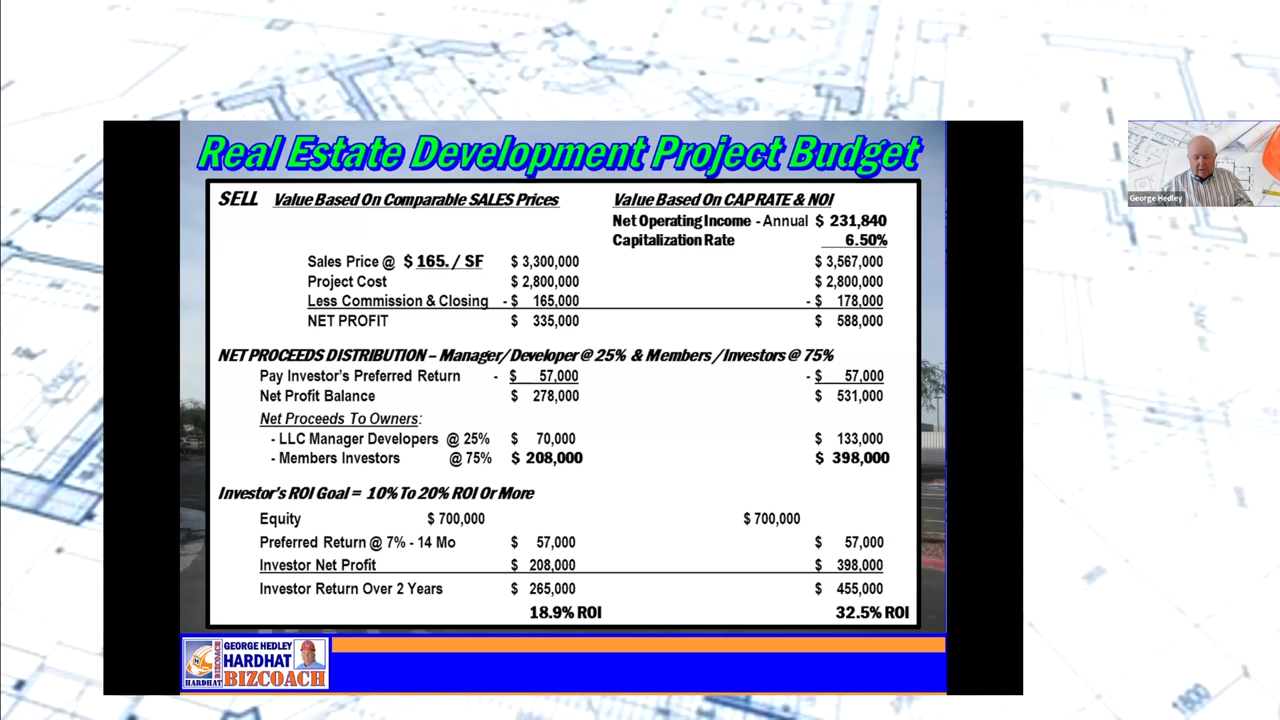 Real Estate Development Project Budget
SELL Value Based On Comparable SALES Prices Value Based On CAP RATE & NOI
Net Operating Income - Annual $ 231,840
Capitalization Rate 6.50%
Sales Price @ $ 165. / SF $ 3,300,000 $ 3,567,000
Project Cost $ 2,800,000 $ 2,800,000
Less Commission & Closing - $ 165,000 - $ 178,000
NET PROFIT $ 335,000 $ 588,000
NET PROCEEDS DISTRIBUTION – Manager/ Developer @ 25% & Members / Investors @ 75%
Pay Investor's Preferred Return - $ 57,000 - $ 57,000
Net Profit Balance $ 278,000 $ 531,000
Net Proceeds To Owners:
- LLC Manager Developers @ 25% $ 70,000 $ 133,000
- Members Investors @ 75% $ 208,000 $ 398,000
Investor's ROI Goal = 10% To 20% ROI Or More
Equity $ 700,000 $ 700,000
Preferred Return @ 7% - 14 Mo $ 57,000 $ 57,000
Investor Net Profit $ 208,000 $ 398,000
Investor Return Over 2 Years $ 265,000 $ 455,000
18.9% ROI 32.5% ROI
GEORGE HEDLEY
HARDHAT
BIZCOACH
HARDHAT
BIZCOACH
George Hedley
1800